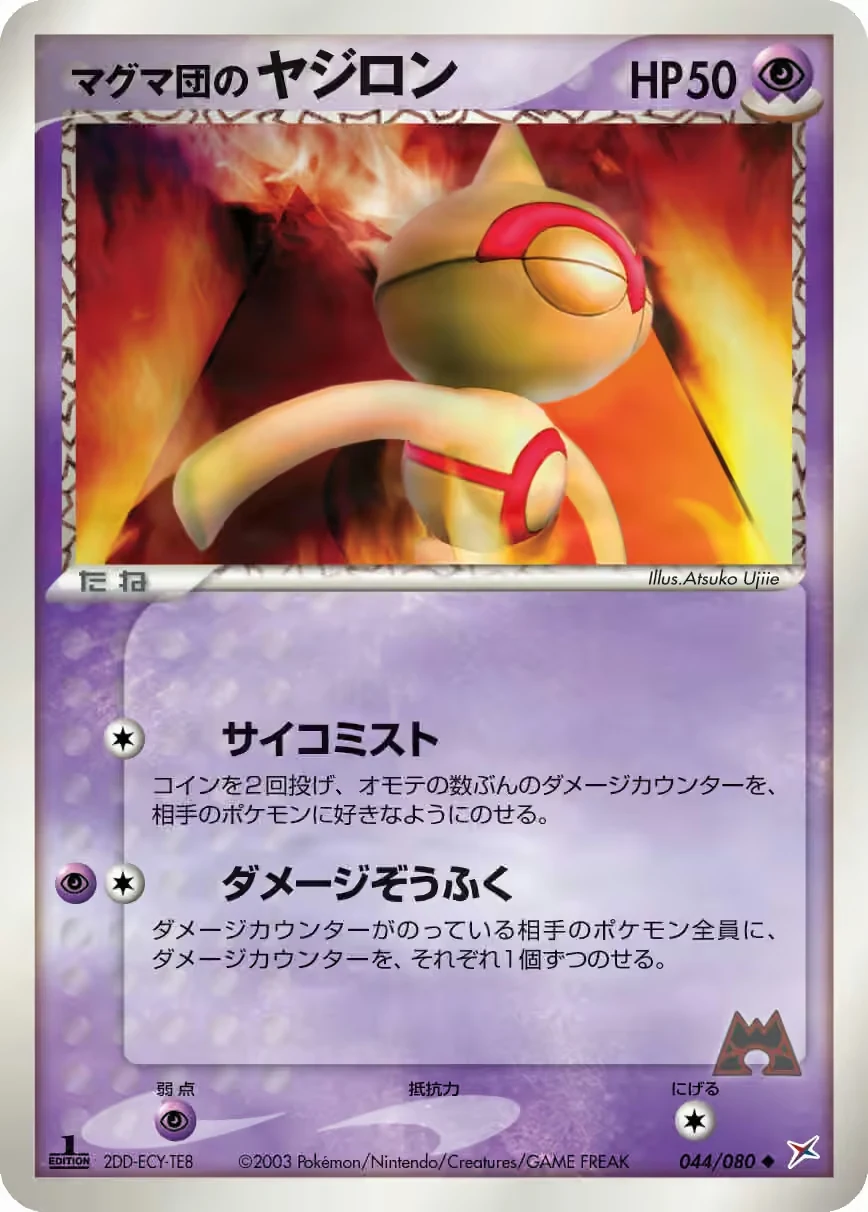 マグマ団の ヤジロン HP50
たね
Illus.Atsuko Ujiie
サイコミスト
コインを2回投げ、オモテの数ぶんのダメージカウンターを、
相手のポケモンに好きなようにのせる。
ダメージぞうふく
ダメージカウンターがのっている相手のポケモン全員に、
ダメージカウンターを、それぞれ1個ずつのせる。
弱点 抵抗力 にげる
1 EDITION 2DD-ECY-TE8 ©2003 Pokémon/Nintendo/Creatures/GAME FREAK 044/080